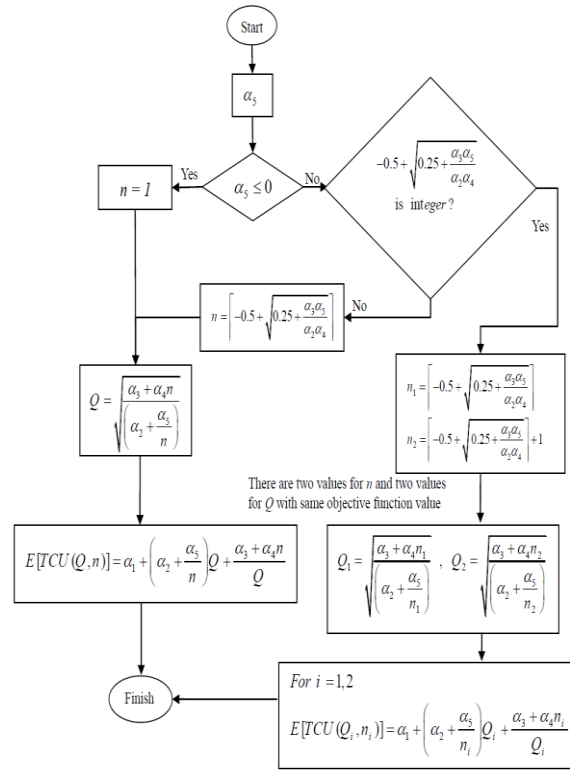 Start
α₅
α₅ ≤ 0
Yes
No
n = 1
−0.5 + √(0.25 + α₃α₅/α₂α₄)
is integer?
Yes
No
n = ⌈−0.5 + √(0.25 + α₃α₅/α₂α₄)⌉
Q = √((α₃ + α₄n)/(α₂ + α₅/n))
E[TCU(Q,n)] = α₁ + (α₂ + α₅/n)Q + (α₃ + α₄n)/Q
n₁ = ⌈−0.5 + √(0.25 + α₃α₅/α₂α₄)⌉
n₂ = ⌈−0.5 + √(0.25 + α₃α₅/α₂α₄)⌉ + 1
There are two values for n and two values
for Q with same objective function value
Q₁ = √((α₃ + α₄n₁)/(α₂ + α₅/n₁)) , Q₂ = √((α₃ + α₄n₂)/(α₂ + α₅/n₂))
For i = 1,2
E[TCU(Qᵢ,nᵢ)] = α₁ + (α₂ + α₅/nᵢ)Qᵢ + (α₃ + α₄nᵢ)/Qᵢ
Finish